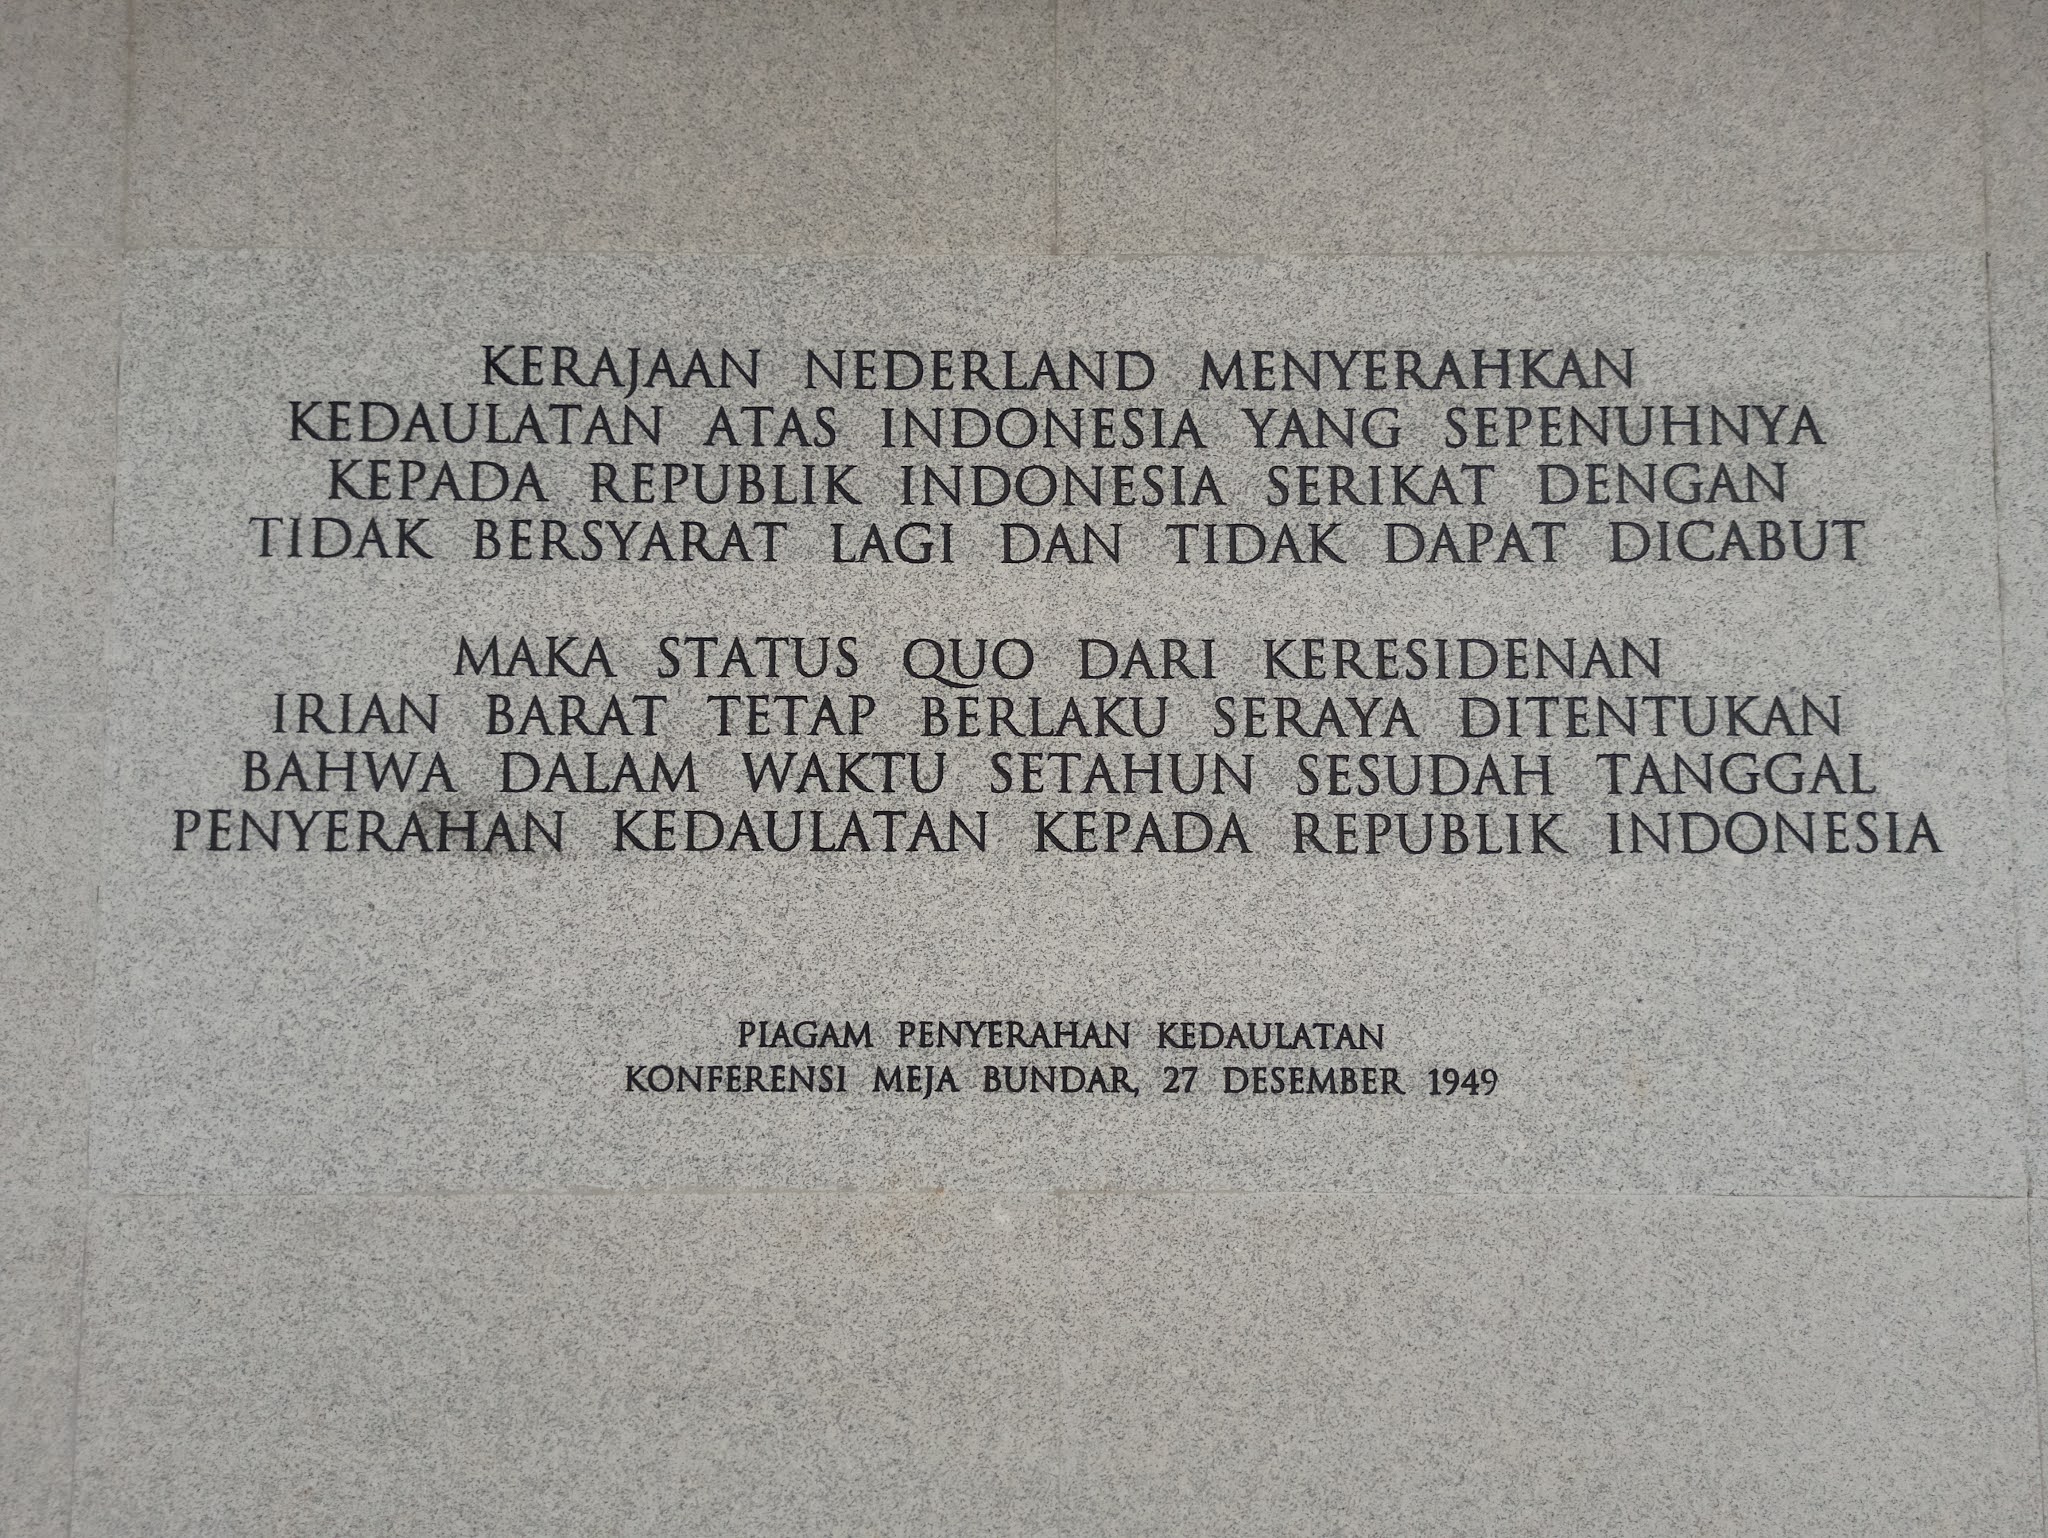 KERAJAAN NEDERLAND MENYERAHKAN
KEDAULATAN ATAS INDONESIA YANG SEPENUHNYA
KEPADA REPUBLIK INDONESIA SERIKAT DENGAN
TIDAK BERSYARAT LAGI DAN TIDAK DAPAT DICABUT
MAKA STATUS QUO DARI KERESIDENAN
IRIAN BARAT TETAP BERLAKU SERAYA DITENTUKAN
BAHWA DALAM WAKTU SETAHUN SESUDAH TANGGAL
PENYERAHAN KEDAULATAN KEPADA REPUBLIK INDONESIA
PIAGAM PENYERAHAN KEDAULATAN
KONFERENSI MEJA BUNDAR, 27 DESEMBER 1949